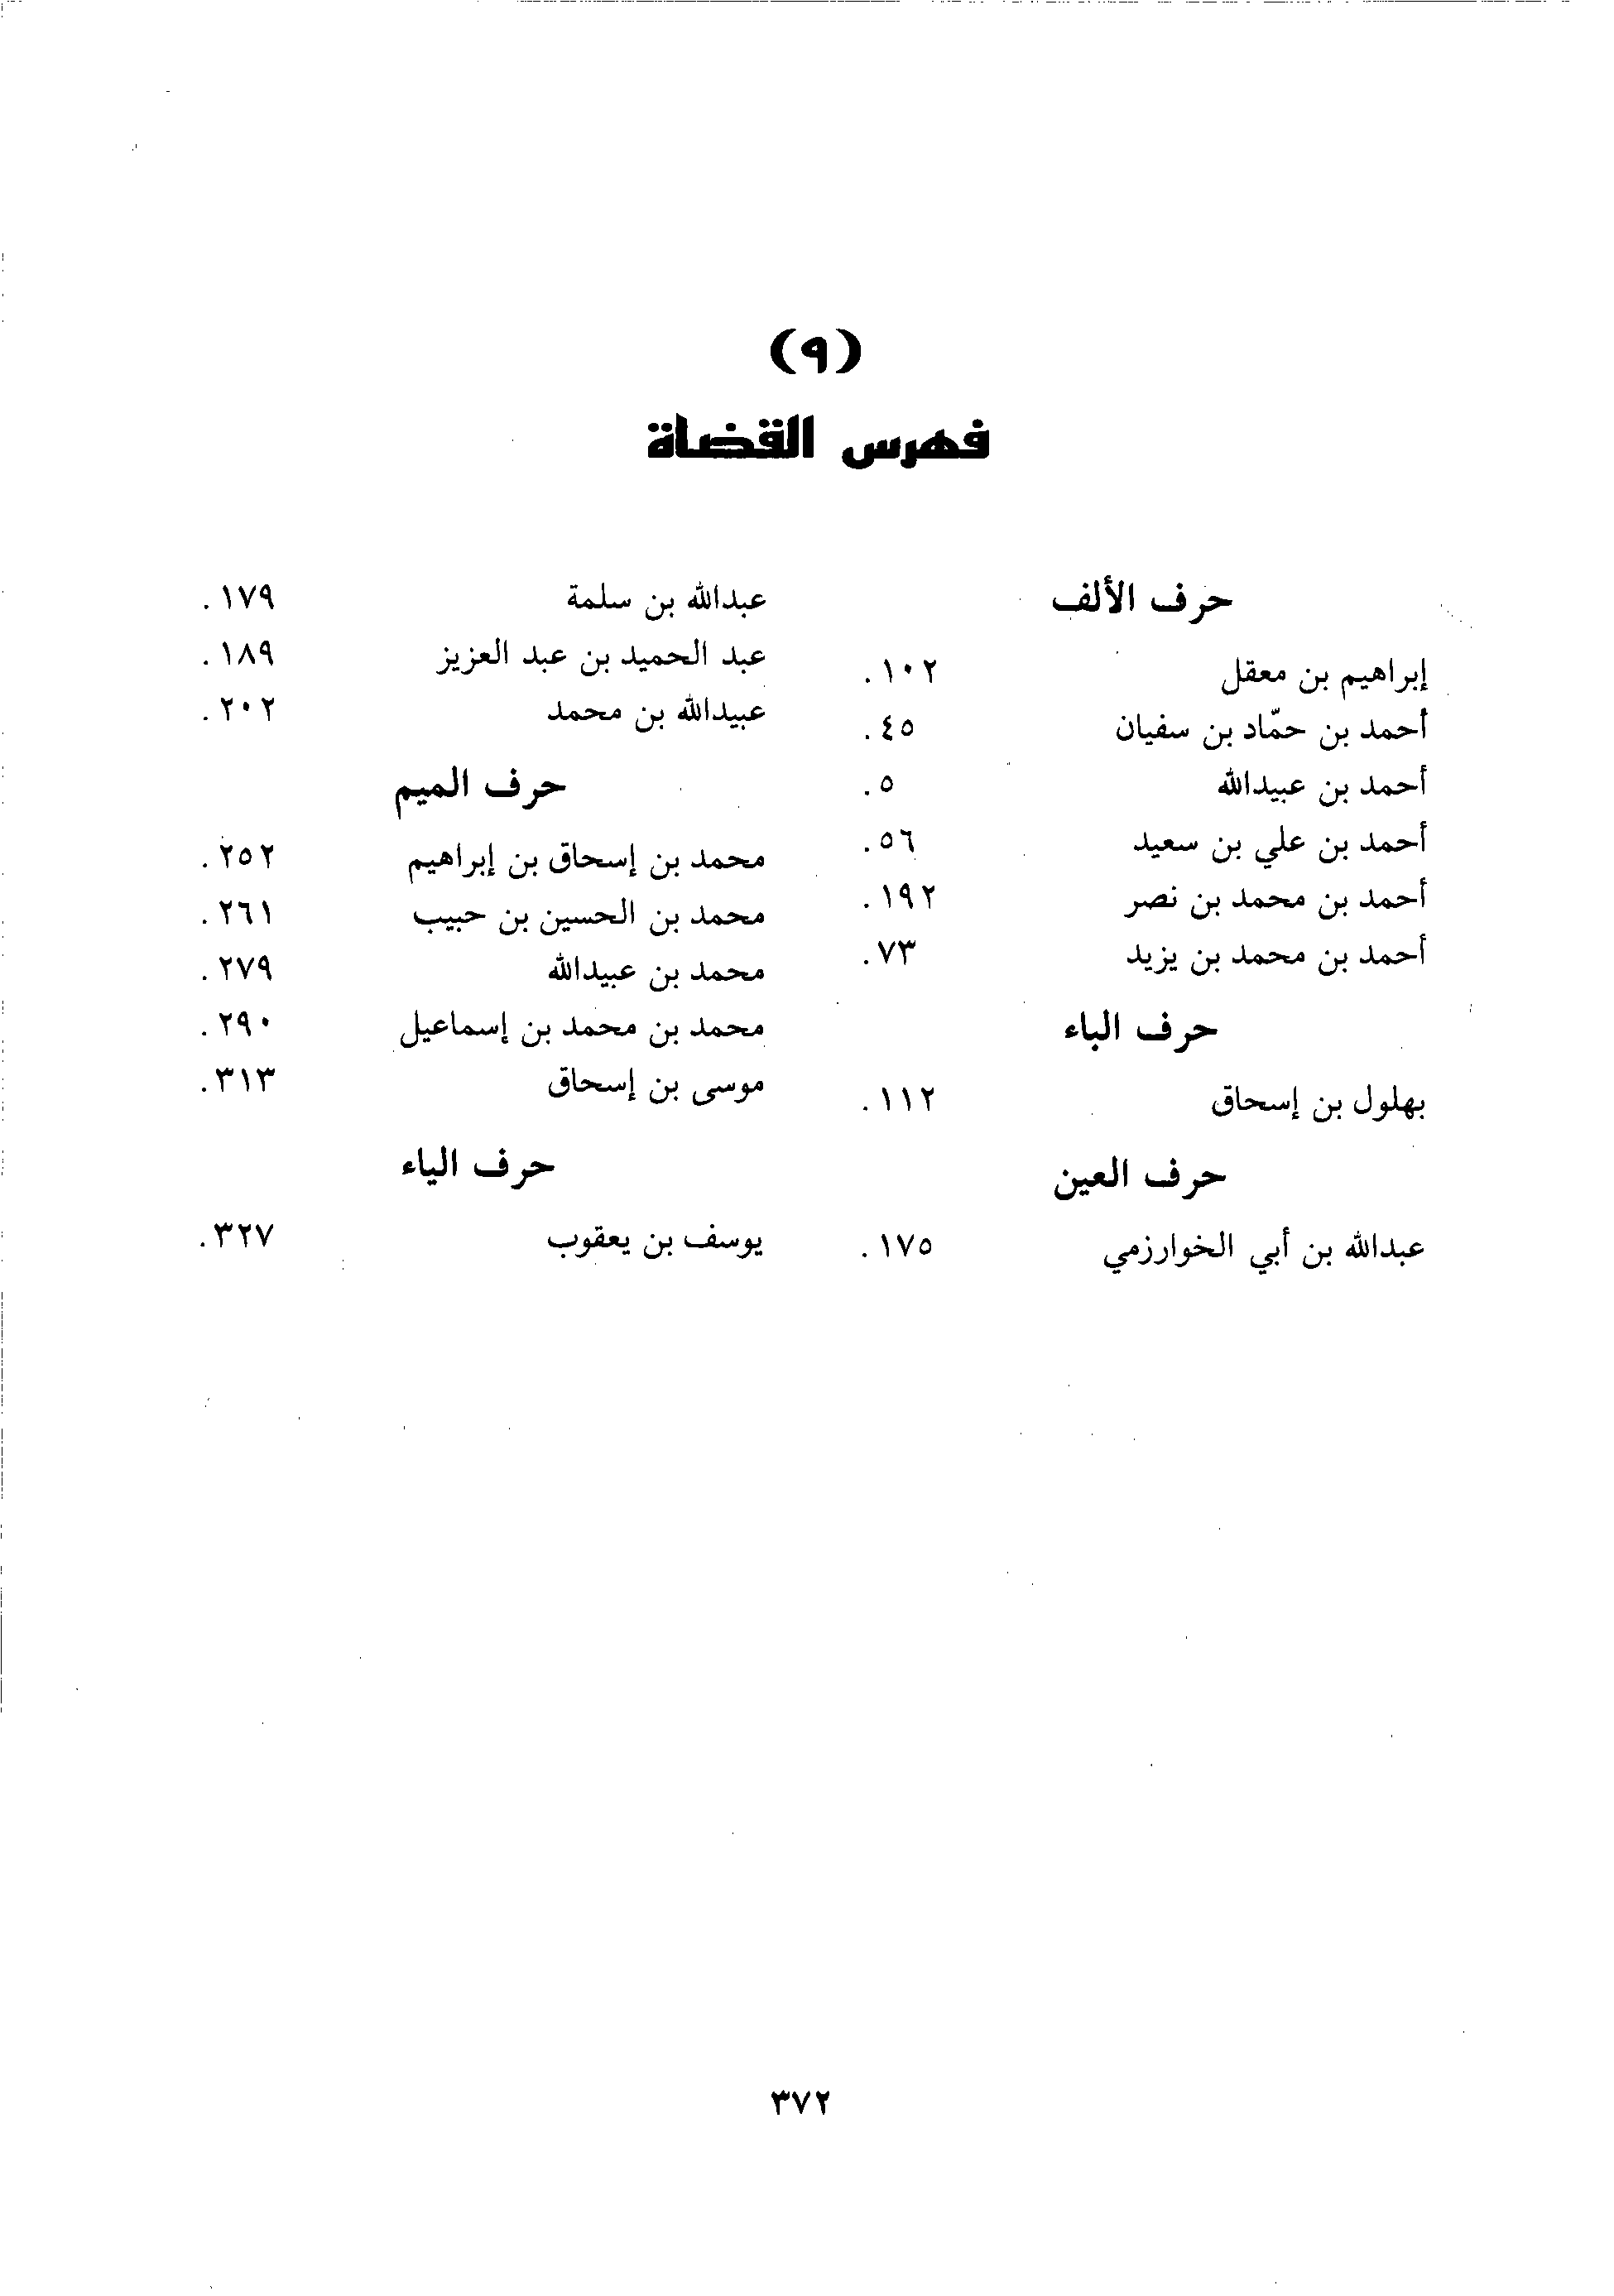 (٩)
فهرس القضاة
حرف الألف
إبراهيم بن معقل ١٠٢.
أحمد بن حمّاد بن سفيان ٤٥.
أحمد بن عبيدالله ٥.
أحمد بن علي بن سعيد ٥٦.
أحمد بن محمد بن نصر ١٩٢.
أحمد بن محمد بن يزيد ٧٣.
حرف الباء
بهلول بن إسحاق ١١٢.
حرف العين
عبدالله بن أبي الخوارزمي ١٧٥.
عبدالله بن سلمة ١٧٩.
عبد الحميد بن عبد العزيز ١٨٩.
عبيدالله بن محمد ٢٠٢.
حرف الميم
محمد بن إسحاق بن إبراهيم ٢٥٢.
محمد بن الحسين بن حبيب ٢٦١.
محمد بن عبيدالله ٢٧٩.
محمد بن محمد بن إسماعيل ٢٩٠.
موسى بن إسحاق ٣١٣.
حرف الياء
يوسف بن يعقوب ٣٢٧.
٣٧٢